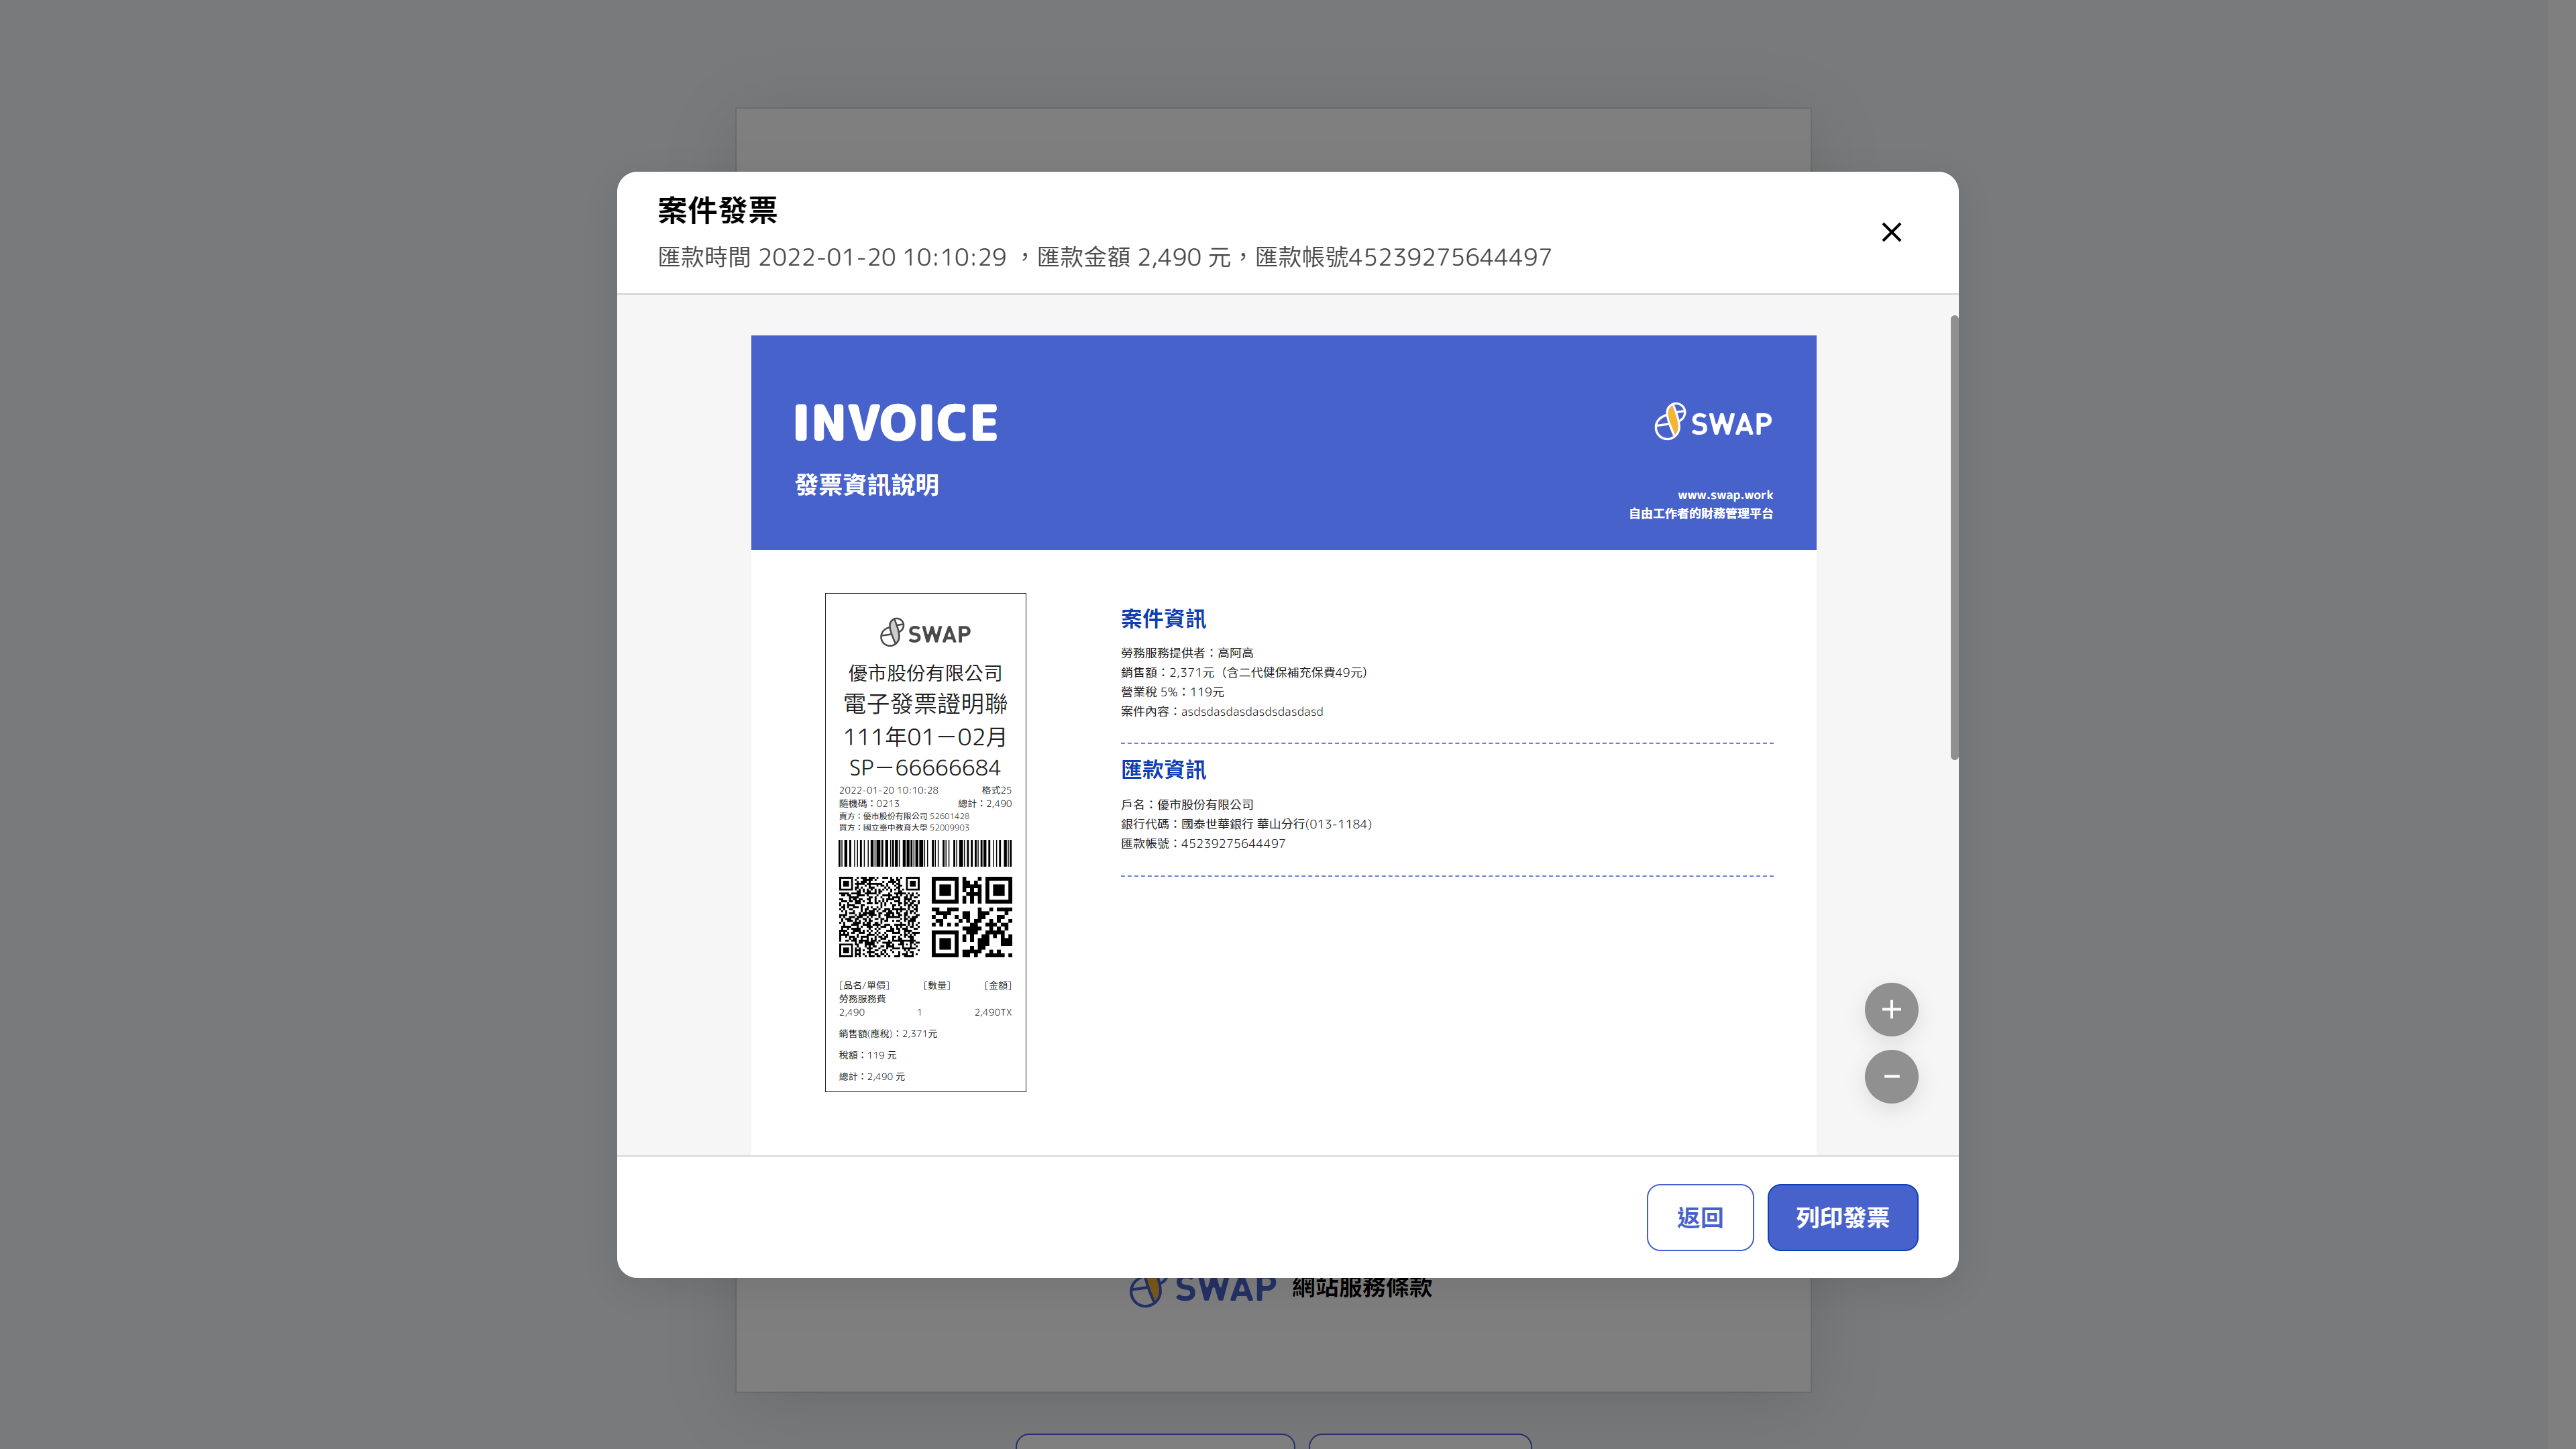 案件發票
匯款時間 2022-01-20 10:10:29 ，匯款金額 2,490 元，匯款帳號45239275644497
INVOICE
發票資訊說明
SWAP
www.swap.work
自由工作者的財務管理平台
SWAP
優市股份有限公司
電子發票證明聯
111年01－02月
SP－66666684
2022-01-20 10:10:28 格式25
隨機碼：0213 總計：2,490
賣方：優市股份有限公司 52601428
買方：國立臺中教育大學 52009903
[品名/單價] [數量] [金額]
勞務服務費
2,490 1 2,490TX
銷售額(應稅)：2,371元
稅額：119 元
總計：2,490 元
案件資訊
勞務服務提供者：高阿高
銷售額：2,371元（含二代健保補充保費49元）
營業稅 5%：119元
案件內容：asdsdasdasdasdsdasdasd
匯款資訊
戶名：優市股份有限公司
銀行代碼：國泰世華銀行 華山分行(013-1184)
匯款帳號：45239275644497
返回
列印發票
SWAP 網站服務條款